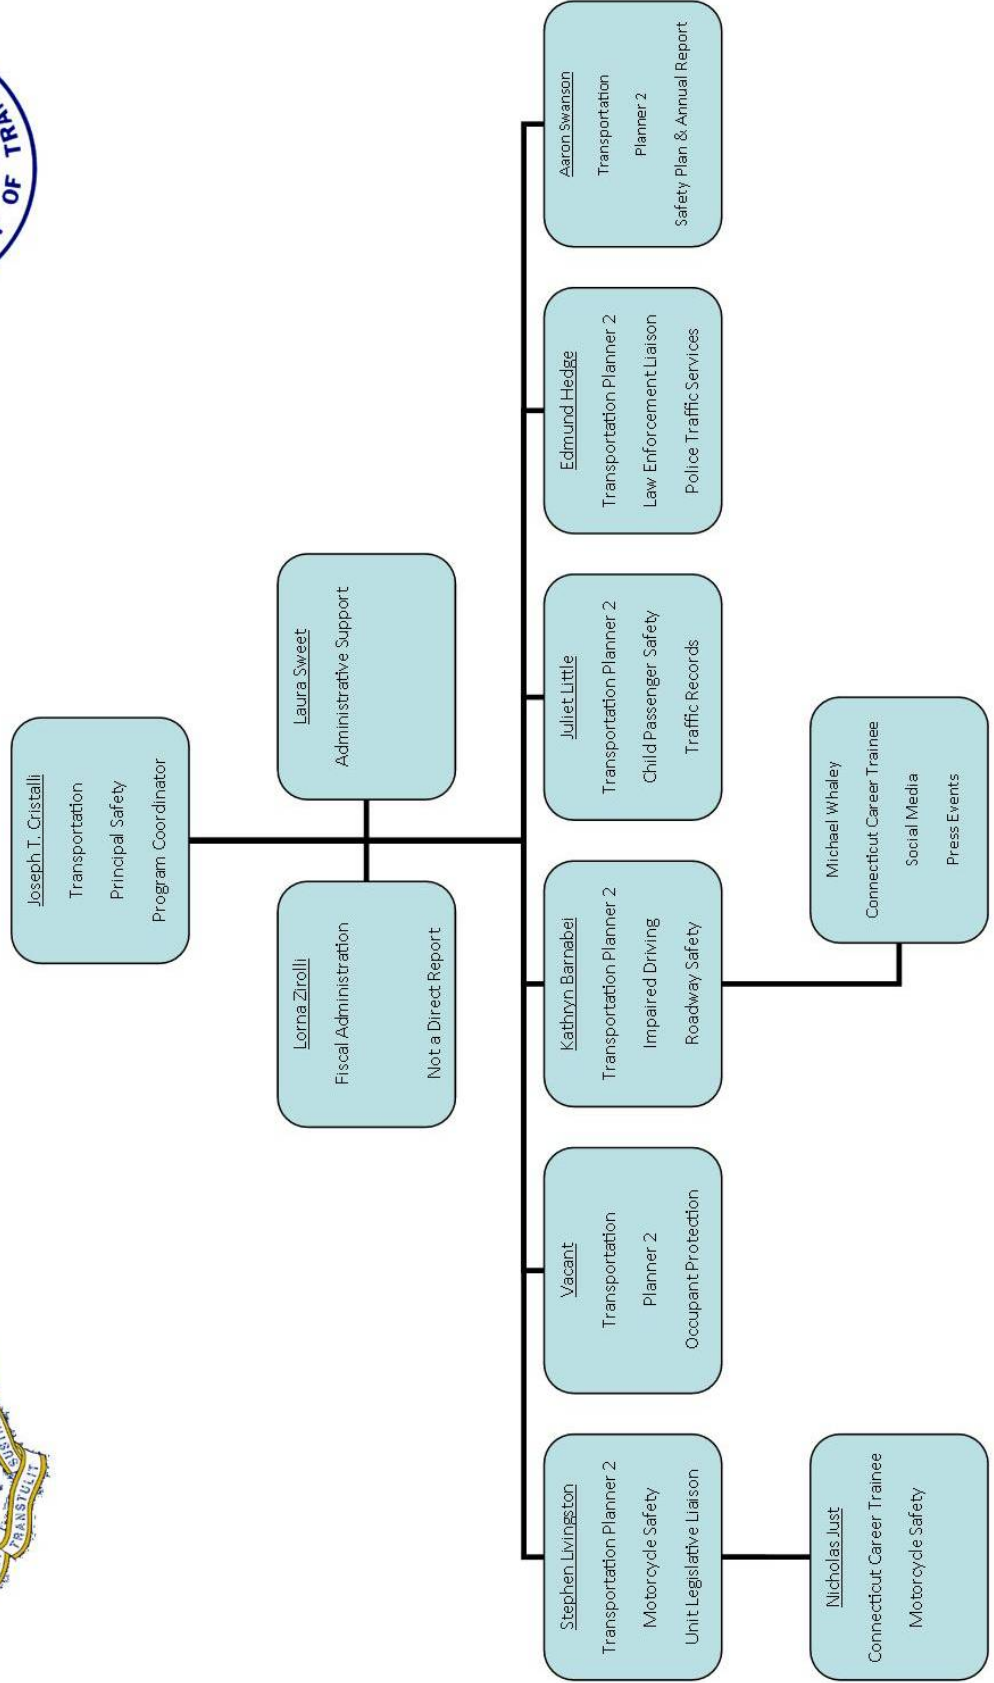 TRANSTULIT
OF TRA
Joseph T. Cristalli
Transportation
Principal Safety
Program Coordinator
Lorna Zirolli
Fiscal Administration
Not a Direct Report
Laura Sweet
Administrative Support
Stephen Livingston
Transportation Planner 2
Motorcycle Safety
Unit Legislative Liaison
Vacant
Transportation
Planner 2
Occupant Protection
Kathryn Barnabei
Transportation Planner 2
Impaired Driving
Roadway Safety
Juliet Little
Transportation Planner 2
Child Passenger Safety
Traffic Records
Edmund Hedge
Transportation Planner 2
Law Enforcement Liaison
Police Traffic Services
Aaron Swanson
Transportation
Planner 2
Safety Plan & Annual Report
Nicholas Just
Connecticut Career Trainee
Motorcycle Safety
Michael Whaley
Connecticut Career Trainee
Social Media
Press Events